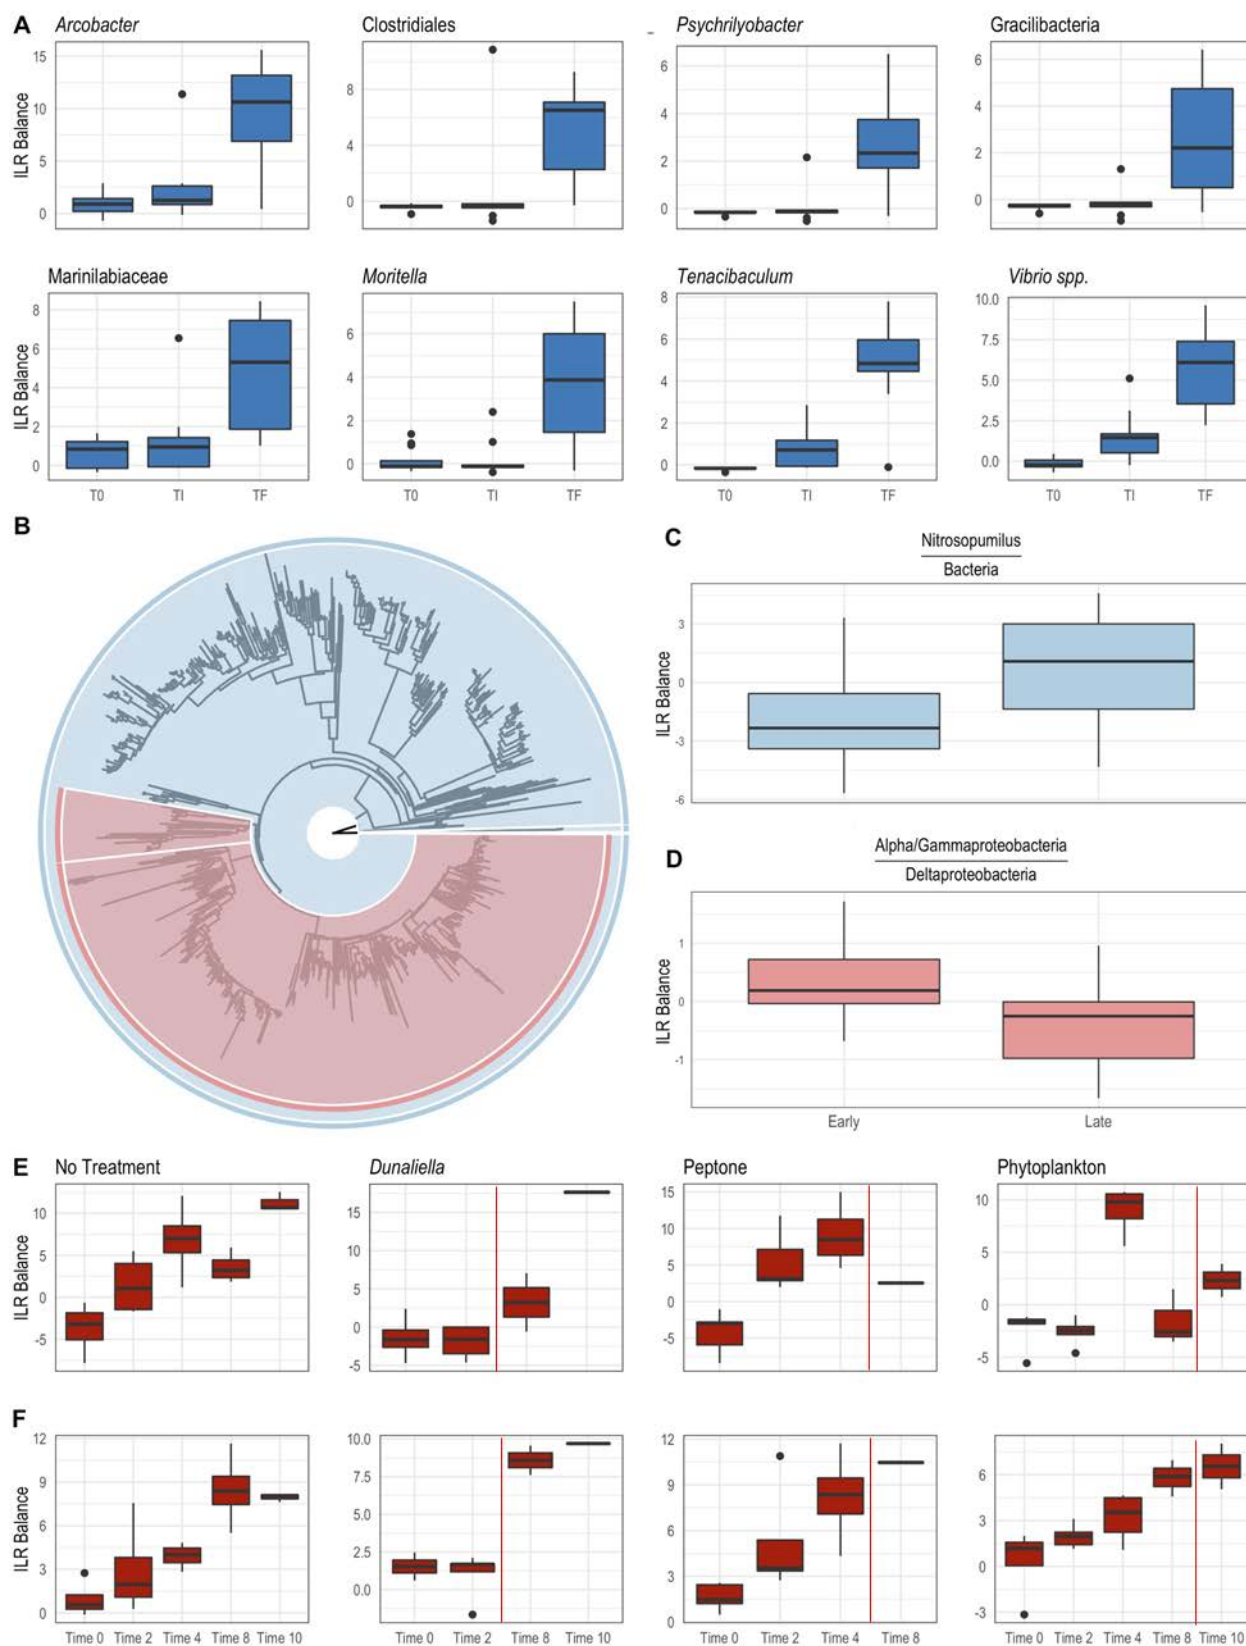 A
Arcobacter
Clostridiales
Psychrilyobacter
Gracilibacteria
ILR Balance
15
10
5
0
8
4
0
6
4
2
0
6
4
2
0
Marinilabiaceae
Moritella
Tenacibaculum
Vibrio spp.
ILR Balance
8
6
4
2
0
6
4
2
0
8
6
4
2
0
10.0
7.5
5.0
2.5
0.0
T0 TI TF
T0 TI TF
T0 TI TF
T0 TI TF
B
C
Nitrosopumilus
Bacteria
ILR Balance
3
0
-3
-6
D
Alpha/Gammaproteobacteria
Deltaproteobacteria
ILR Balance
1
0
-1
Early Late
E
No Treatment
Dunaliella
Peptone
Phytoplankton
ILR Balance
10
5
0
-5
15
10
5
0
-5
15
10
5
0
-5
10
5
0
-5
F
ILR Balance
12
9
6
3
0
10.0
7.5
5.0
2.5
0.0
12
9
6
3
0
6
3
0
-3
Time 0 Time 2 Time 4 Time 8 Time 10
Time 0 Time 2 Time 8 Time 10
Time 0 Time 2 Time 4 Time 8
Time 0 Time 2 Time 4 Time 8 Time 10